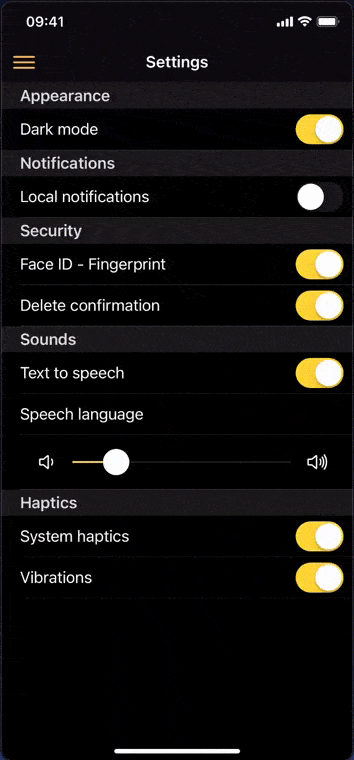 09:41
Settings
Appearance
Dark mode
Notifications
Local notifications
Security
Face ID - Fingerprint
Delete confirmation
Sounds
Text to speech
Speech language
Haptics
System haptics
Vibrations